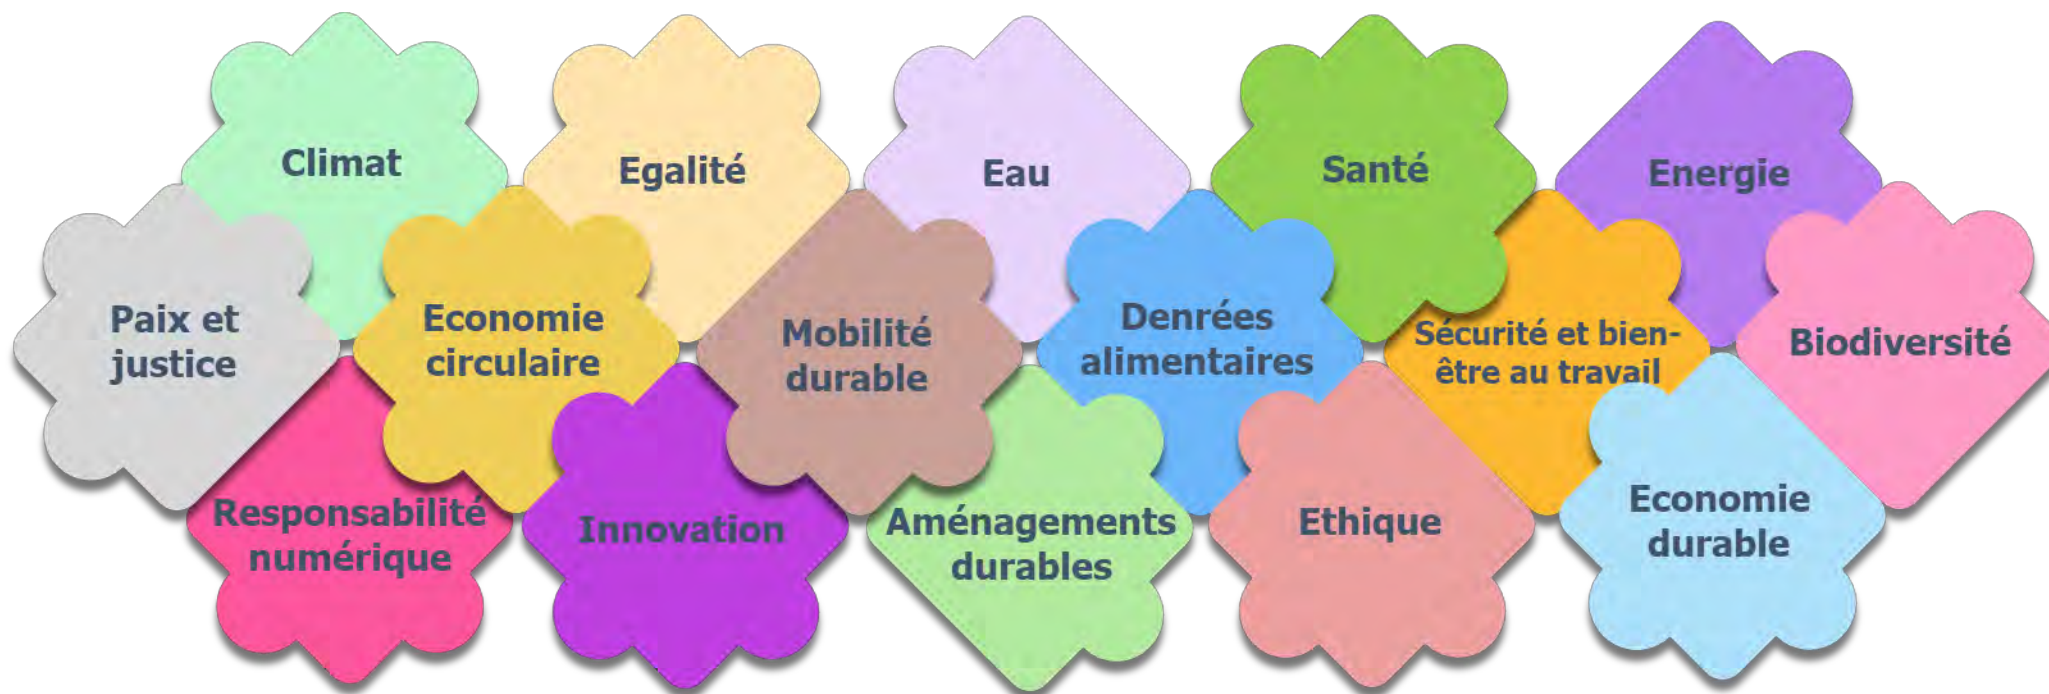 Climat
Egalité
Eau
Santé
Energie
Paix et
justice
Economie
circulaire
Mobilité
durable
Denrées
alimentaires
Sécurité et bien-
être au travail
Biodiversité
Responsabilité
numérique
Innovation
Aménagements
durables
Ethique
Economie
durable